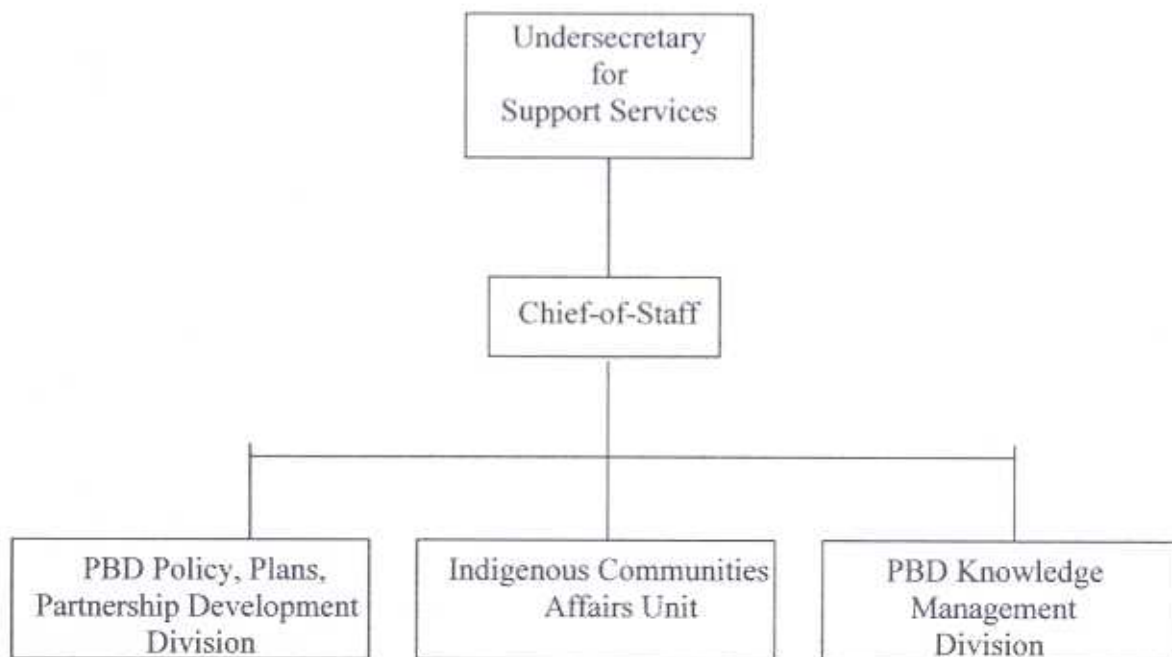 Undersecretary
for
Support Services
Chief-of-Staff
PBD Policy, Plans,
Partnership Development
Division
Indigenous Communities
Affairs Unit
PBD Knowledge
Management
Division